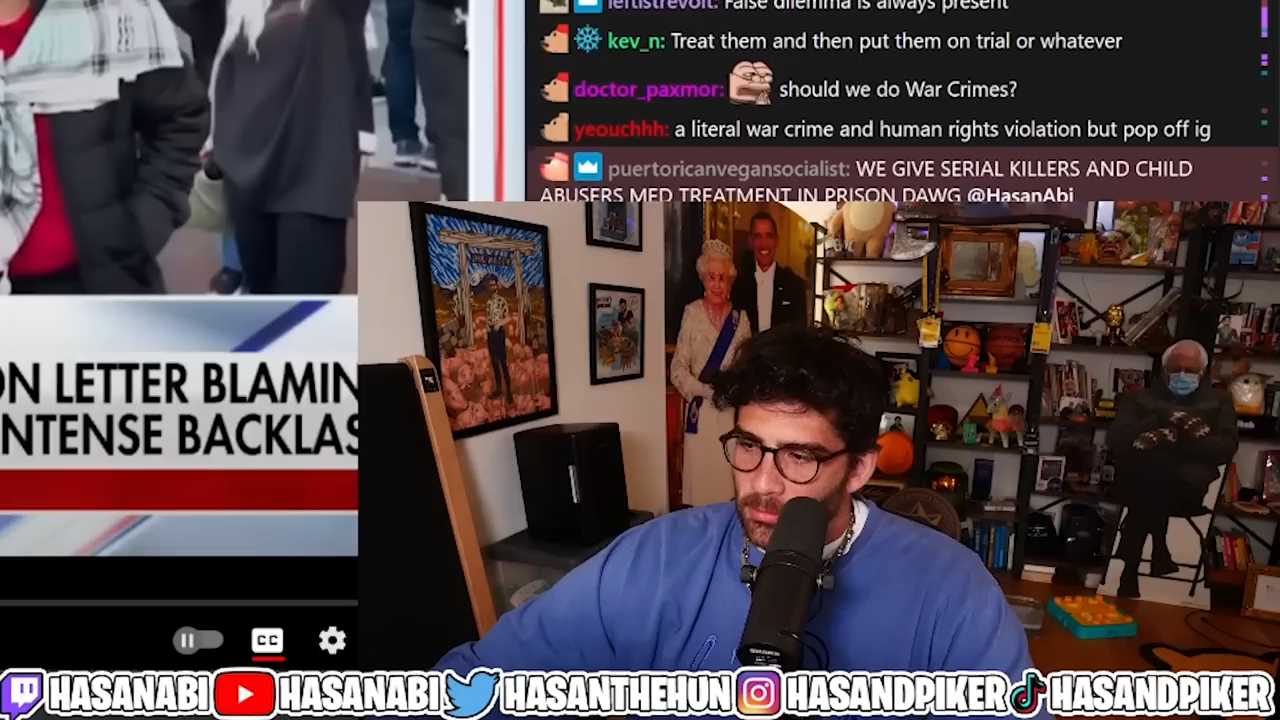 leftistrevolt: False dilemma is always present
kev_n: Treat them and then put them on trial or whatever
doctor_paxmor: should we do War Crimes?
yeouchhh: a literal war crime and human rights violation but pop off ig
puertoricanvegansocialist: WE GIVE SERIAL KILLERS AND CHILD
ABUSERS MED TREATMENT IN PRISON DAWG @HasanAbi
ON LETTER BLAMIN
NTENSE BACKLAS
CC
HASANABI HASANABI HASANTHEHUN HASANDPIKER HASANDPIKER